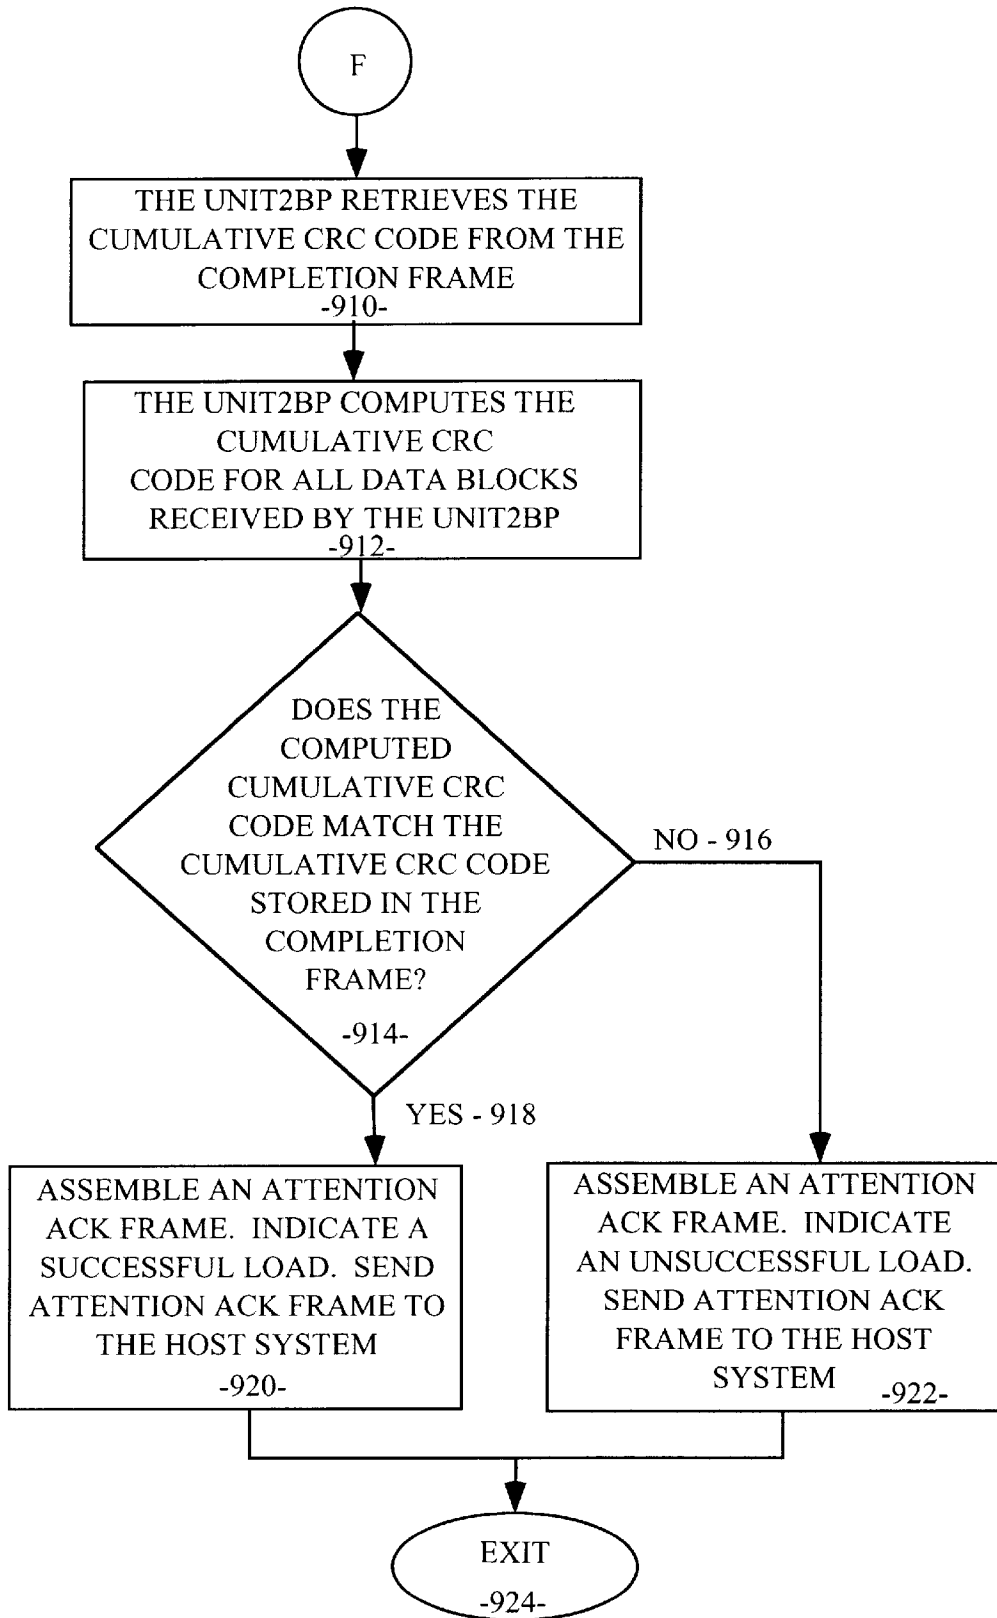 F
THE UNIT2BP RETRIEVES THE
CUMULATIVE CRC CODE FROM THE
COMPLETION FRAME
-910-
THE UNIT2BP COMPUTES THE
CUMULATIVE CRC
CODE FOR ALL DATA BLOCKS
RECEIVED BY THE UNIT2BP
-912-
DOES THE
COMPUTED
CUMULATIVE CRC
CODE MATCH THE
CUMULATIVE CRC CODE
STORED IN THE
COMPLETION
FRAME?
-914-
NO - 916
YES - 918
ASSEMBLE AN ATTENTION
ACK FRAME. INDICATE A
SUCCESSFUL LOAD. SEND
ATTENTION ACK FRAME TO
THE HOST SYSTEM
-920-
ASSEMBLE AN ATTENTION
ACK FRAME. INDICATE
AN UNSUCCESSFUL LOAD.
SEND ATTENTION ACK
FRAME TO THE HOST
SYSTEM
-922-
EXIT
-924-